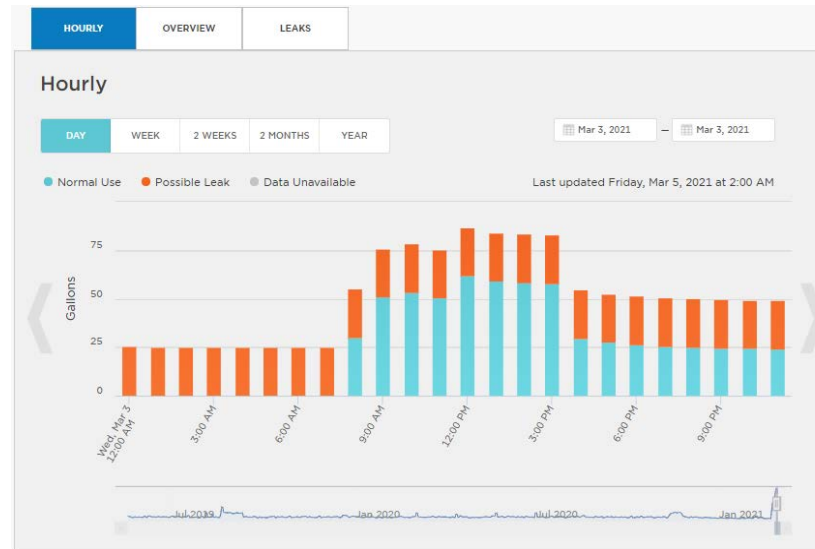 HOURLY OVERVIEW LEAKS
Hourly
DAY WEEK 2 WEEKS 2 MONTHS YEAR
Mar 3, 2021 – Mar 3, 2021
Normal Use Possible Leak Data Unavailable
Last updated Friday, Mar 5, 2021 at 2:00 AM
Gallons
75
50
25
0
Wed, Mar 3
12:00 AM
3:00 AM
6:00 AM
9:00 AM
12:00 PM
3:00 PM
6:00 PM
9:00 PM
Jul 2019 Jan 2020 Jul 2020 Jan 2021